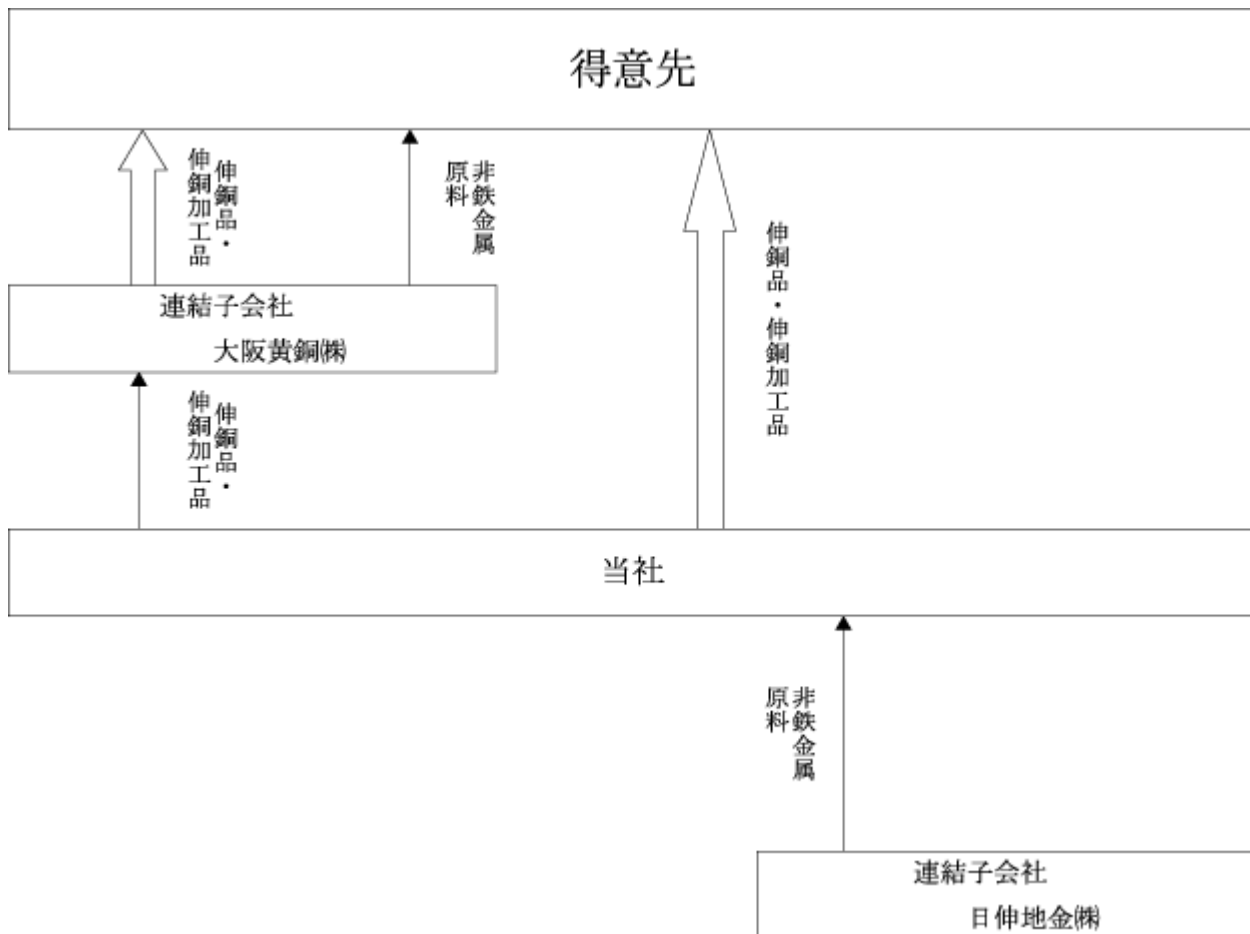 得意先
伸銅品・
伸銅加工品
非鉄金属
原料
伸銅品・伸銅加工品
連結子会社
大阪黄銅㈱
伸銅品・
伸銅加工品
当社
非鉄金属
原料
連結子会社
日伸地金㈱